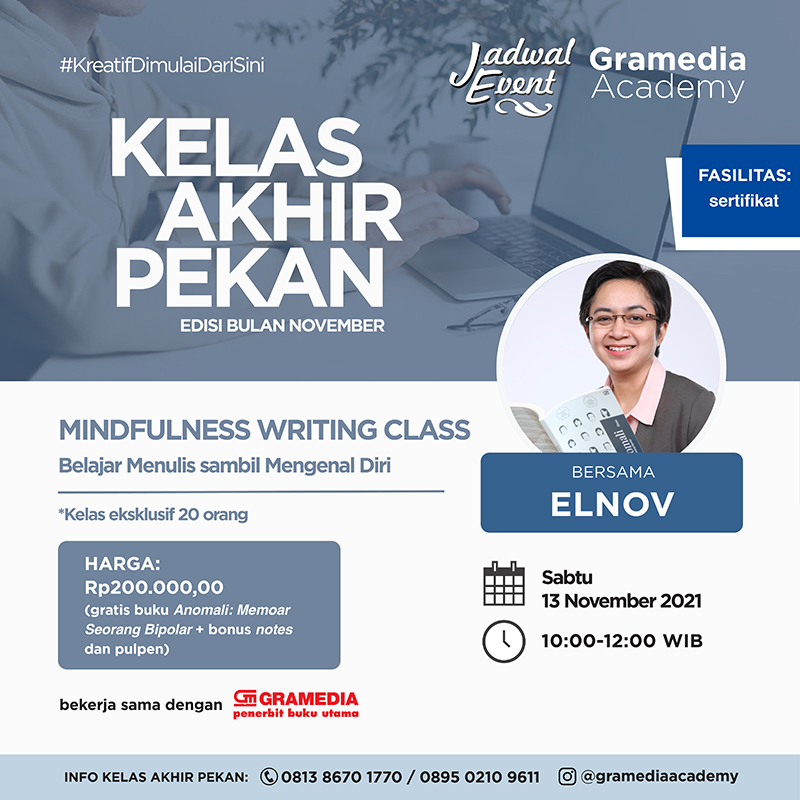 #KreatifDimulaiDariSini
Jadwal
Event
Gramedia
Academy
KELAS
AKHIR
PEKAN
EDISI BULAN NOVEMBER
FASILITAS:
sertifikat
MINDFULNESS WRITING CLASS
Belajar Menulis sambil Mengenal Diri
*Kelas eksklusif 20 orang
HARGA:
Rp200.000,00
(gratis buku Anomali: Memoar
Seorang Bipolar + bonus notes
dan pulpen)
BERSAMA
ELNOV
Sabtu
13 November 2021
10:00-12:00 WIB
bekerja sama dengan
GRAMEDIA
penerbit buku utama
INFO KELAS AKHIR PEKAN: 0813 8670 1770 / 0895 0210 9611 @gramediaacademy